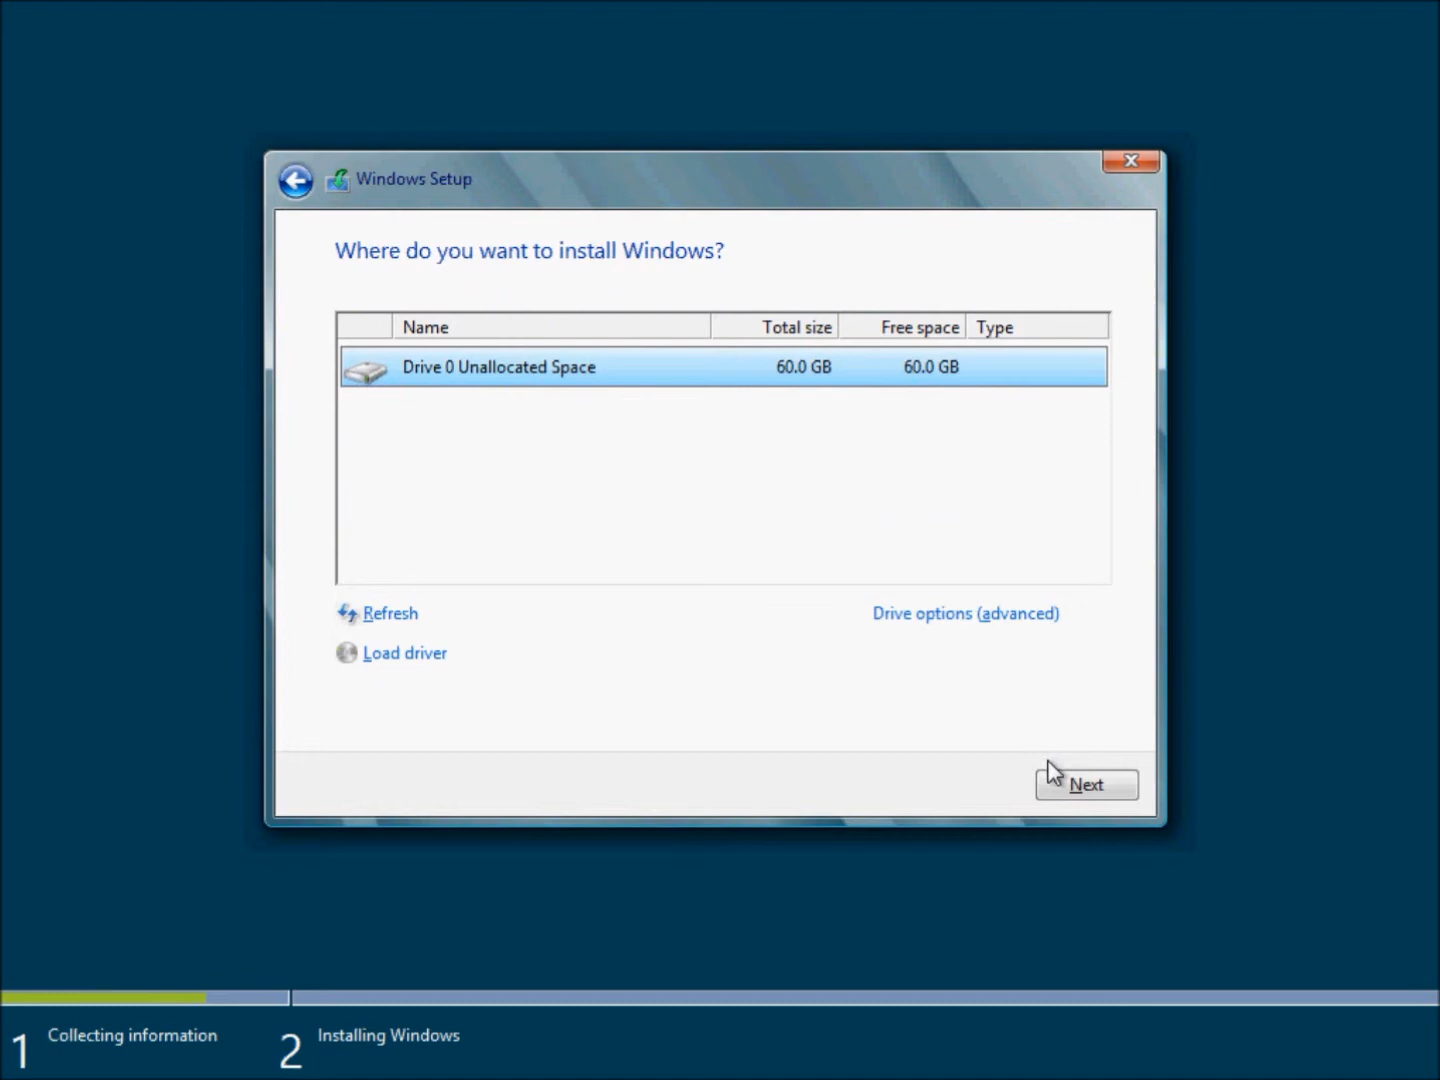 Windows Setup
Where do you want to install Windows?
Name Total size Free space Type
Drive 0 Unallocated Space 60.0 GB 60.0 GB
Refresh Drive options (advanced)
Load driver
Next
1 Collecting information 2 Installing Windows